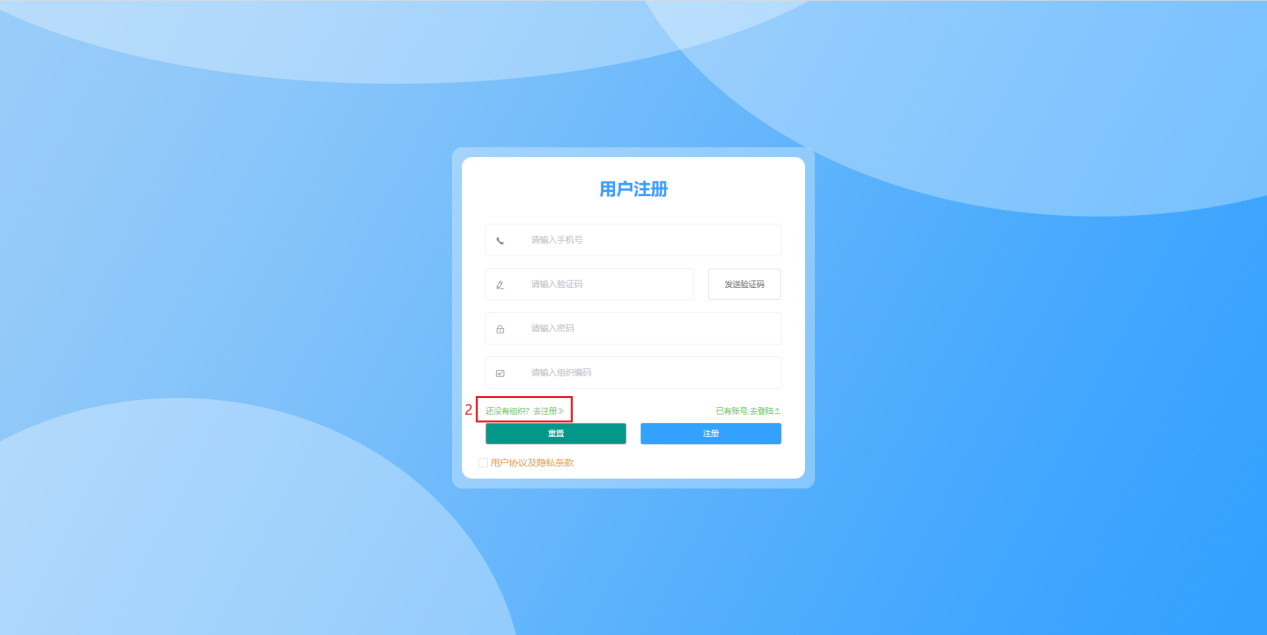 用户注册
请输入手机号
请输入验证码 发送验证码
请输入密码
请输入组织编码
2 还没有组织? 去注册 已有账号,去登陆
重置 注册
用户协议及隐私条款